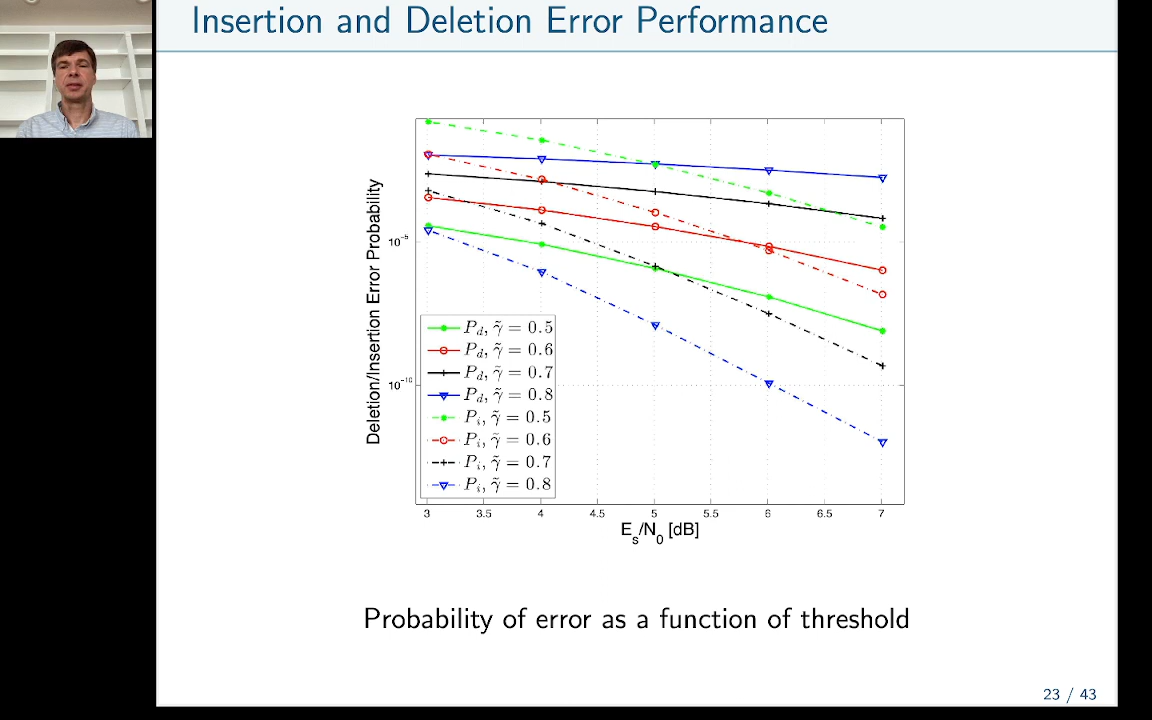 Insertion and Deletion Error Performance
Deletion/Insertion Error Probability
10⁻⁵
10⁻¹⁰
P_d, γ̃ = 0.5
P_d, γ̃ = 0.6
P_d, γ̃ = 0.7
P_d, γ̃ = 0.8
P_i, γ̃ = 0.5
P_i, γ̃ = 0.6
P_i, γ̃ = 0.7
P_i, γ̃ = 0.8
3 3.5 4 4.5 5 5.5 6 6.5 7
E_s/N_0 [dB]
Probability of error as a function of threshold
23 / 43